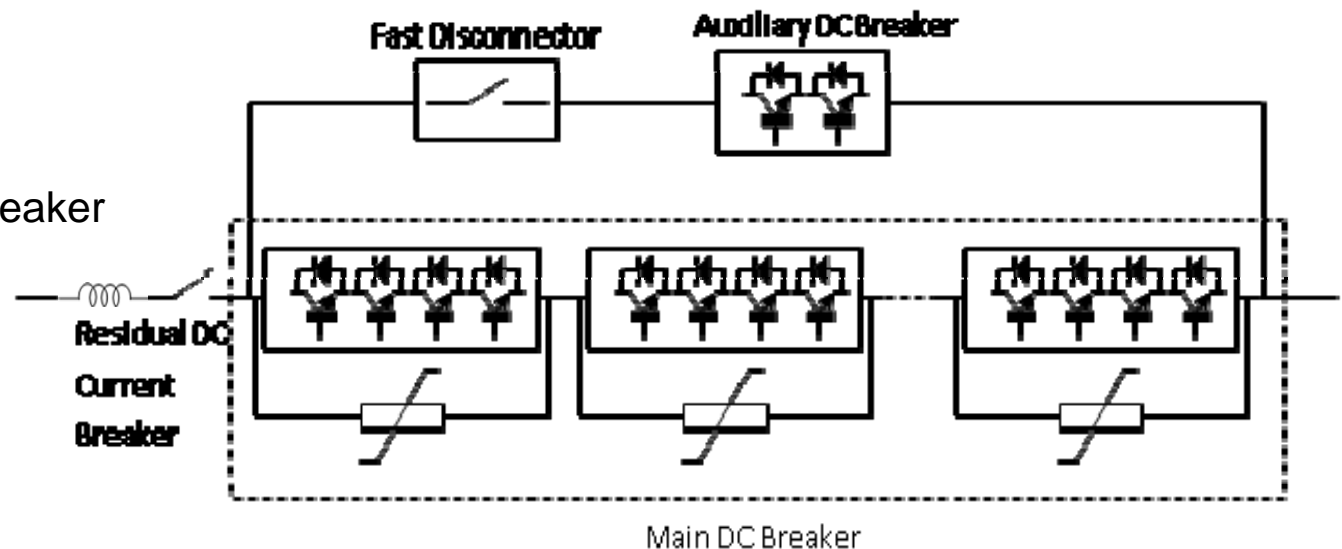 Fast Disconnector
Auxiliary DC Breaker
eaker
Residual DC
Current
Breaker
Main DC Breaker